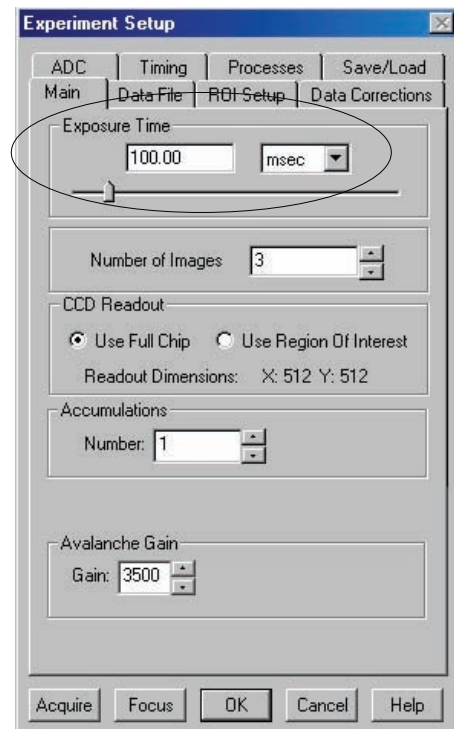 Experiment Setup
ADC Timing Processes Save/Load
Main Data File ROI Setup Data Corrections
Exposure Time
100.00 msec
Number of Images 3
CCD Readout
Use Full Chip Use Region Of Interest
Readout Dimensions: X: 512 Y: 512
Accumulations
Number: 1
Avalanche Gain
Gain: 3500
Acquire Focus OK Cancel Help